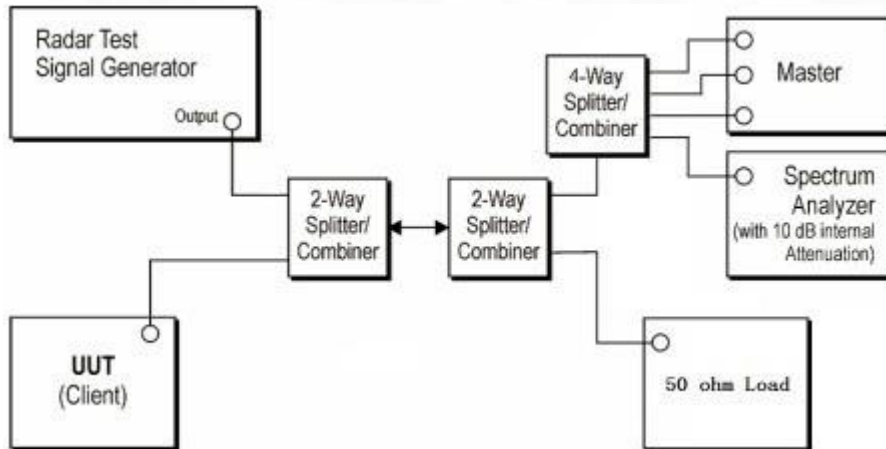 Radar Test
Signal Generator
Output
4-Way
Splitter/
Combiner
Master
Spectrum
Analyzer
(with 10 dB internal
Attenuation)
2-Way
Splitter/
Combiner
2-Way
Splitter/
Combiner
UUT
(Client)
50 ohm Load